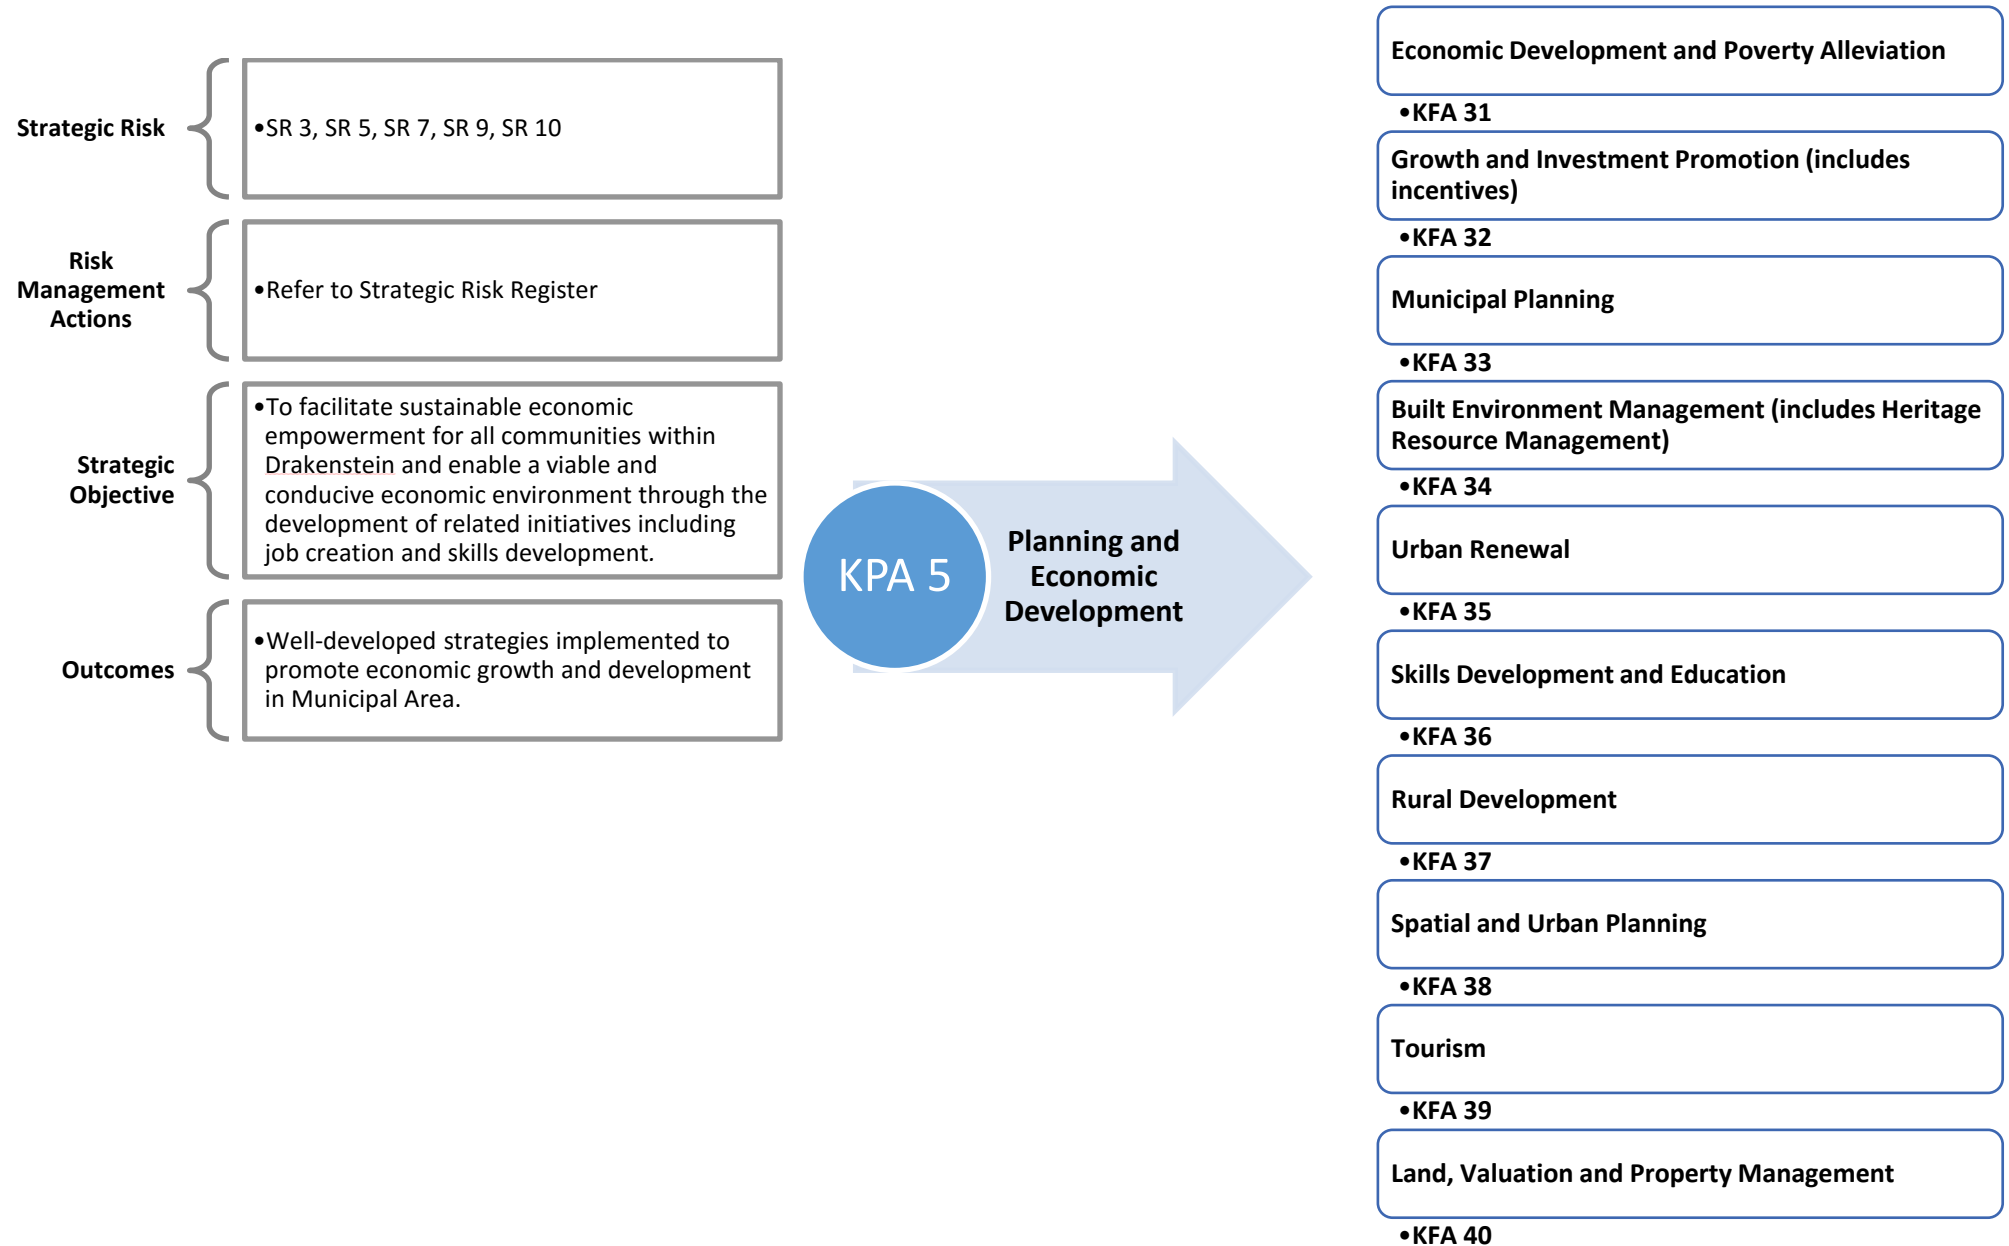 Strategic Risk
•SR 3, SR 5, SR 7, SR 9, SR 10
Risk
Management
Actions
•Refer to Strategic Risk Register
Strategic
Objective
•To facilitate sustainable economic
empowerment for all communities within
Drakenstein and enable a viable and
conducive economic environment through the
development of related initiatives including
job creation and skills development.
Outcomes
•Well-developed strategies implemented to
promote economic growth and development
in Municipal Area.
KPA 5
Planning and
Economic
Development
Economic Development and Poverty Alleviation
•KFA 31
Growth and Investment Promotion (includes
incentives)
•KFA 32
Municipal Planning
•KFA 33
Built Environment Management (includes Heritage
Resource Management)
•KFA 34
Urban Renewal
•KFA 35
Skills Development and Education
•KFA 36
Rural Development
•KFA 37
Spatial and Urban Planning
•KFA 38
Tourism
•KFA 39
Land, Valuation and Property Management
•KFA 40